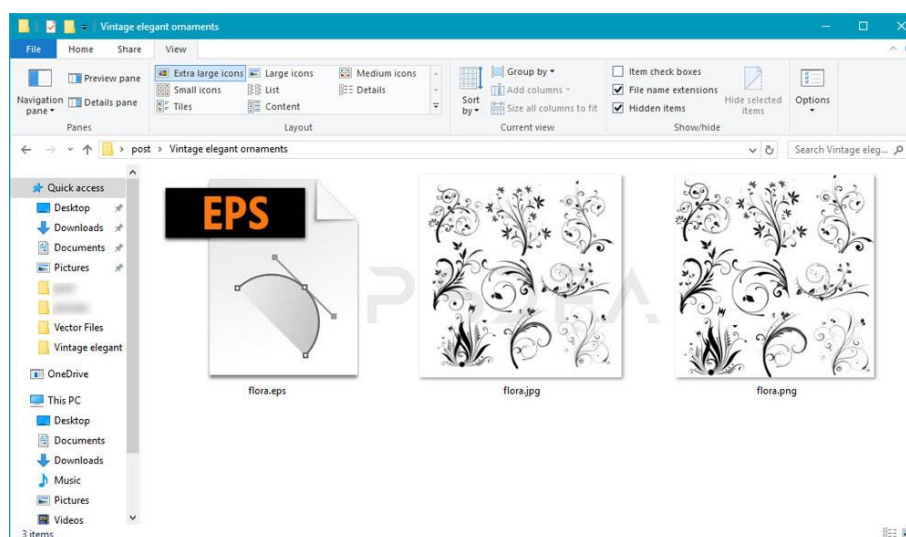 Vintage elegant ornaments
File Home Share View
Navigation pane
Preview pane
Details pane
Panes
Extra large icons Large icons Medium icons
Small icons List Details
Tiles Content
Layout
Sort by
Group by
Add columns
Size all columns to fit
Current view
Item check boxes
File name extensions
Hidden items
Hide selected items
Show/hide
Options
post > Vintage elegant ornaments
Search Vintage eleg...
Quick access
Desktop
Downloads
Documents
Pictures
Vector Files
Vintage elegant
OneDrive
This PC
Desktop
Documents
Downloads
Music
Pictures
Videos
EPS
flora.eps
flora.jpg
flora.png
3 items